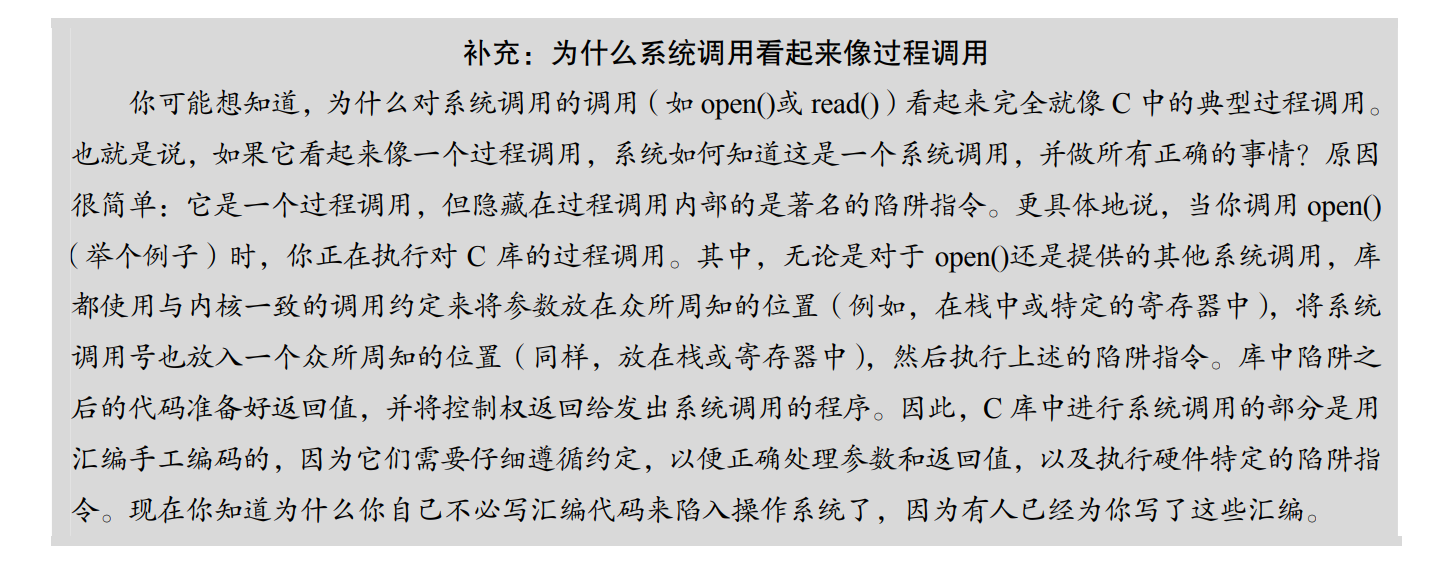 补充：为什么系统调用看起来像过程调用
你可能想知道，为什么对系统调用的调用（如 open()或 read()）看起来完全就像 C 中的典型过程调用。
也就是说，如果它看起来像一个过程调用，系统如何知道这是一个系统调用，并做所有正确的事情？原因
很简单：它是一个过程调用，但隐藏在过程调用内部的是著名的陷阱指令。更具体地说，当你调用 open()
（举个例子）时，你正在执行对 C 库的过程调用。其中，无论是对于 open()还是提供的其他系统调用，库
都使用与内核一致的调用约定来将参数放在众所周知的位置（例如，在栈中或特定的寄存器中），将系统
调用号也放入一个众所周知的位置（同样，放在栈或寄存器中），然后执行上述的陷阱指令。库中陷阱之
后的代码准备好返回值，并将控制权返回给发出系统调用的程序。因此，C 库中进行系统调用的部分是用
汇编手工编码的，因为它们需要仔细遵循约定，以便正确处理参数和返回值，以及执行硬件特定的陷阱指
令。现在你知道为什么你自己不必写汇编代码来陷入操作系统了，因为有人已经为你写了这些汇编。